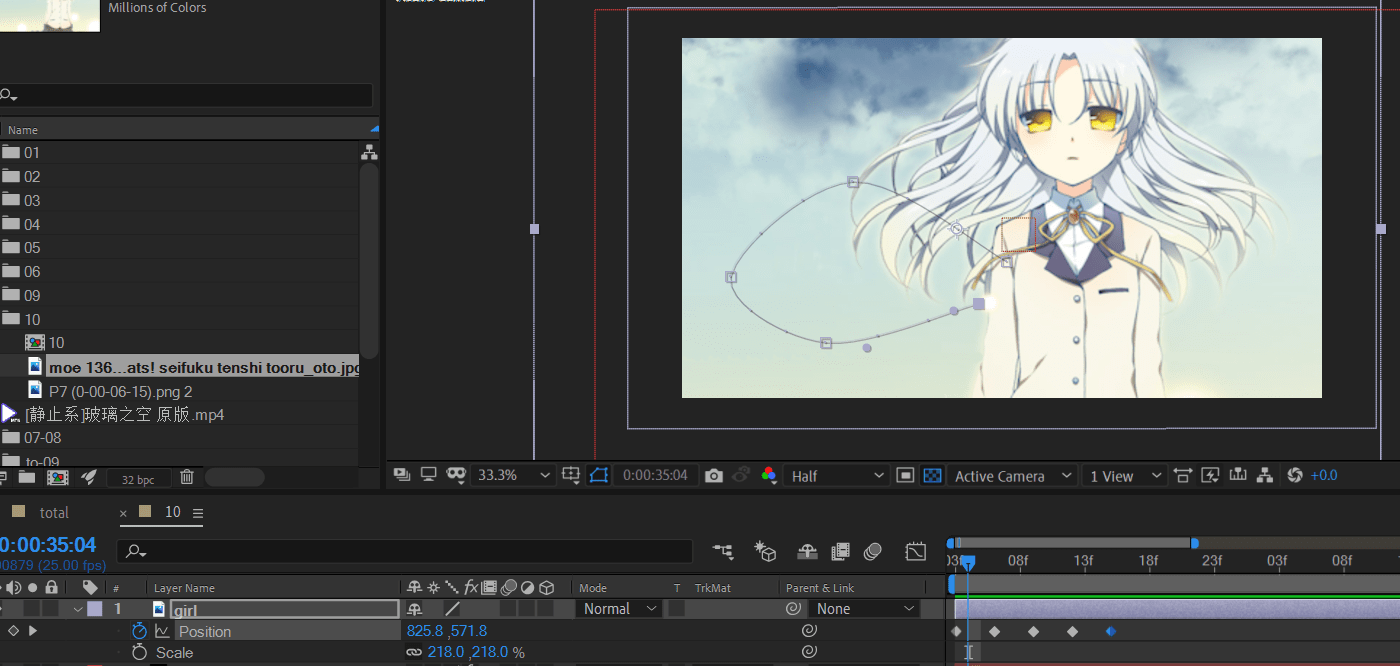 Millions of Colors
Name
01
02
03
04
05
06
09
10
10
moe 136...ats! seifuku tenshi tooru_oto.jpg
P7 (0-00-06-15).png 2
[静止系]玻璃之空 原版.mp4
07-08
to-09
32 bpc
33.3%
0:00:35:04
Half
Active Camera
1 View
+0.0
total
× 10
0:00:35:04
00879 (25.00 fps)
03f 08f 13f 18f 23f 03f 08f
# Layer Name Mode T TrkMat Parent & Link
1 girl Normal None
Position 825.8 ,571.8
Scale 218.0 ,218.0 %